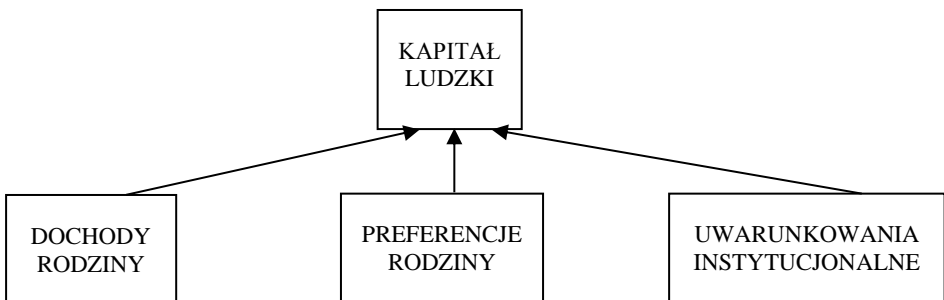 KAPITAŁ
LUDZKI
DOCHODY
RODZINY
PREFERENCJE
RODZINY
UWARUNKOWANIA
INSTYTUCJONALNE